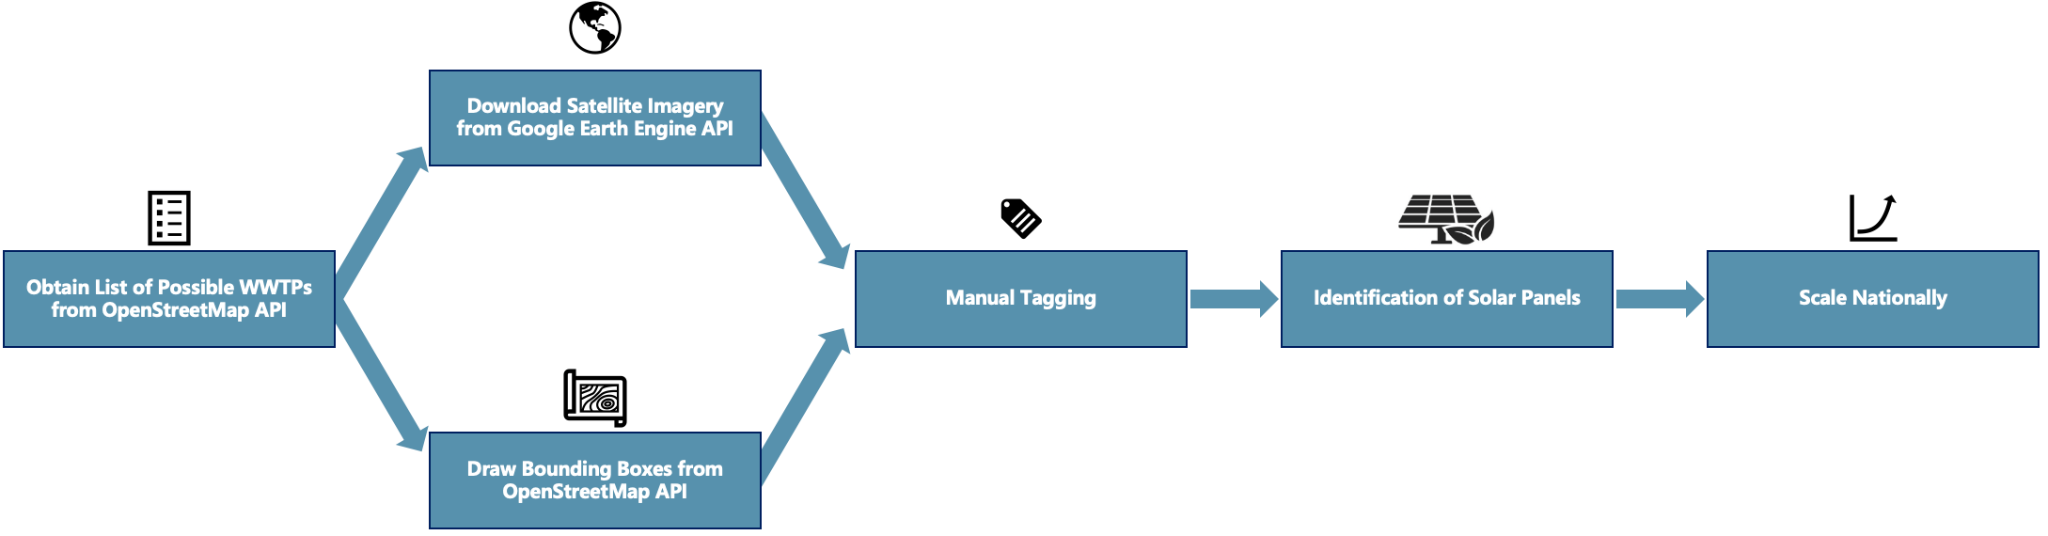 Obtain List of Possible WWTPs
from OpenStreetMap API
Download Satellite Imagery
from Google Earth Engine API
Draw Bounding Boxes from
OpenStreetMap API
Manual Tagging
Identification of Solar Panels
Scale Nationally